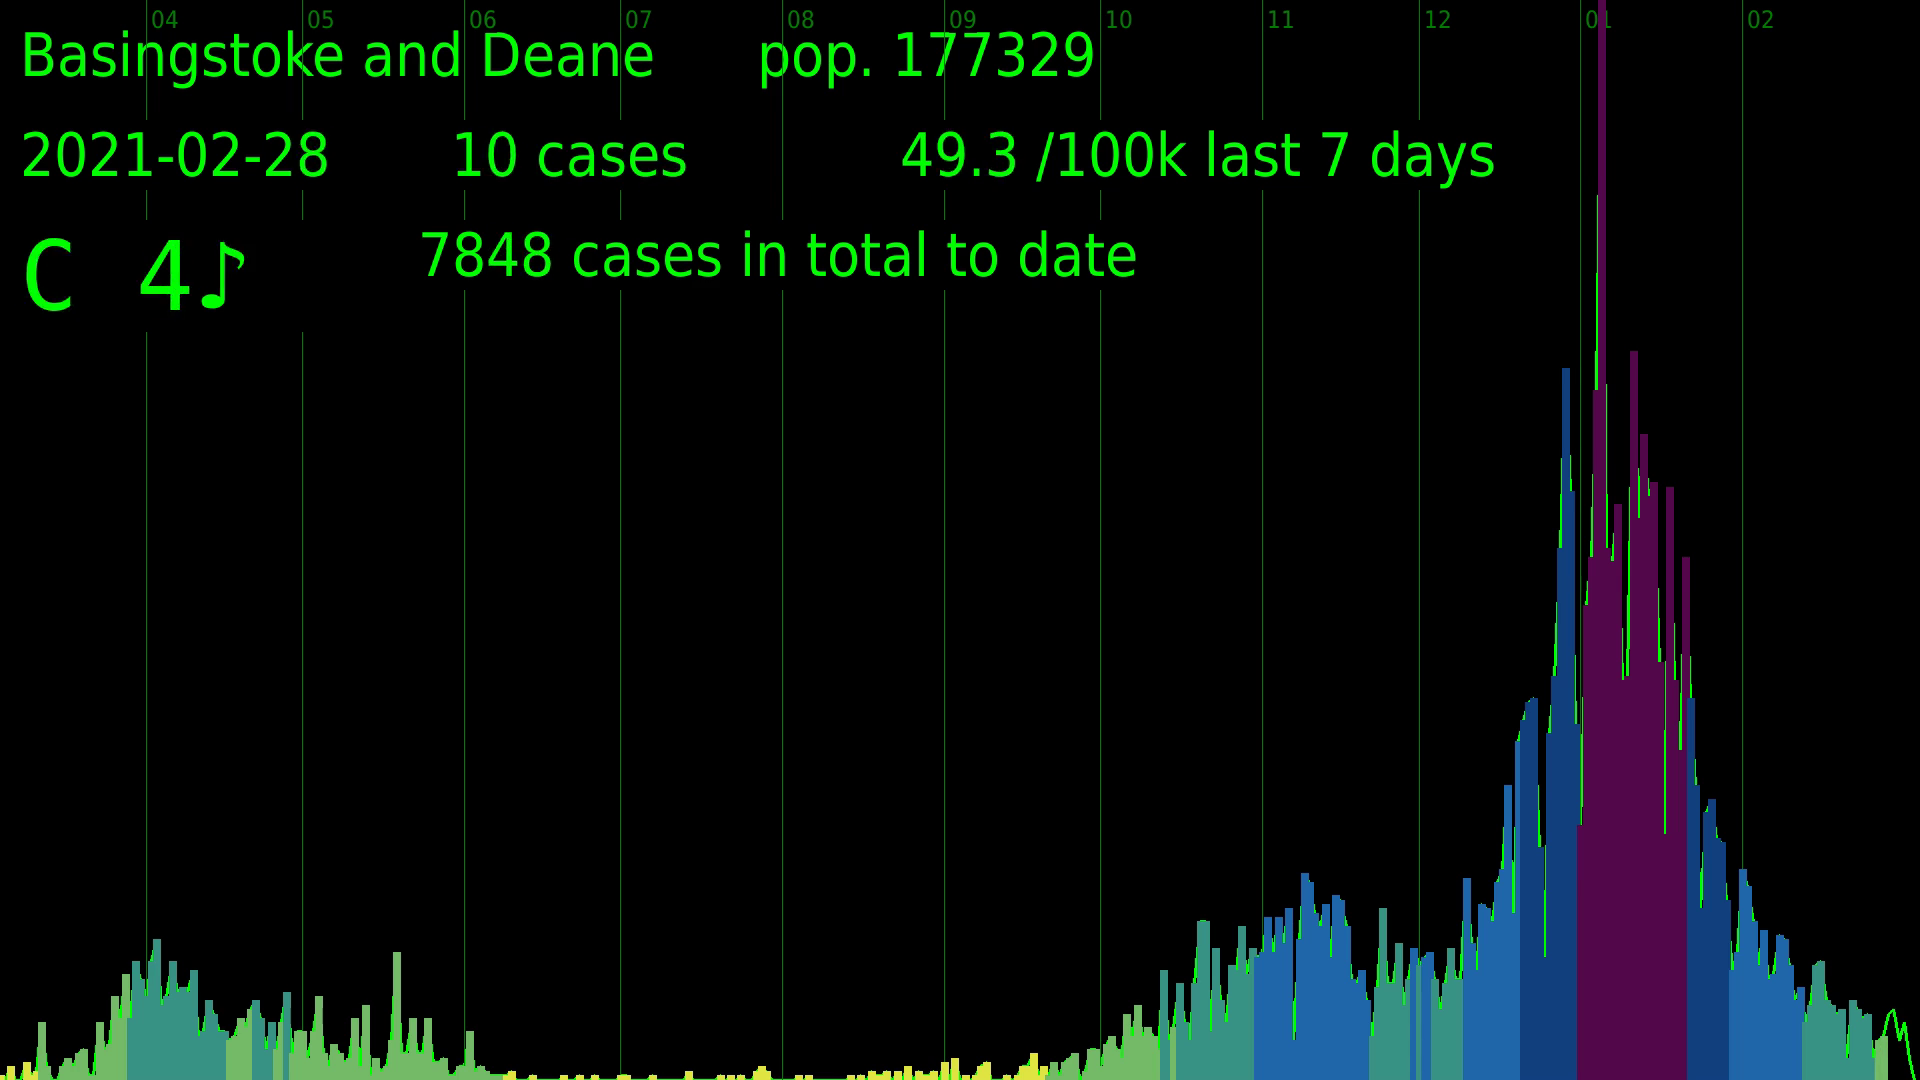 04 05 06 07 08 09 10 11 12 01 02
Basingstoke and Deane pop. 177329
2021-02-28 10 cases 49.3 /100k last 7 days
C 4♪ 7848 cases in total to date